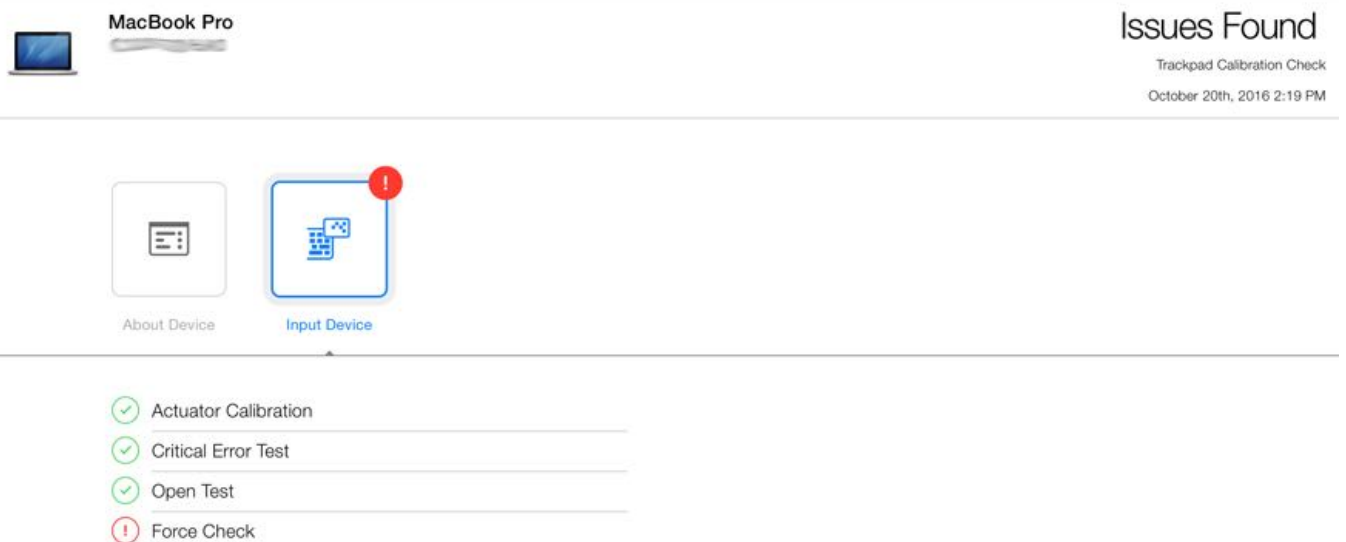 MacBook Pro
Issues Found
Trackpad Calibration Check
October 20th, 2016 2:19 PM
About Device
Input Device
Actuator Calibration
Critical Error Test
Open Test
Force Check